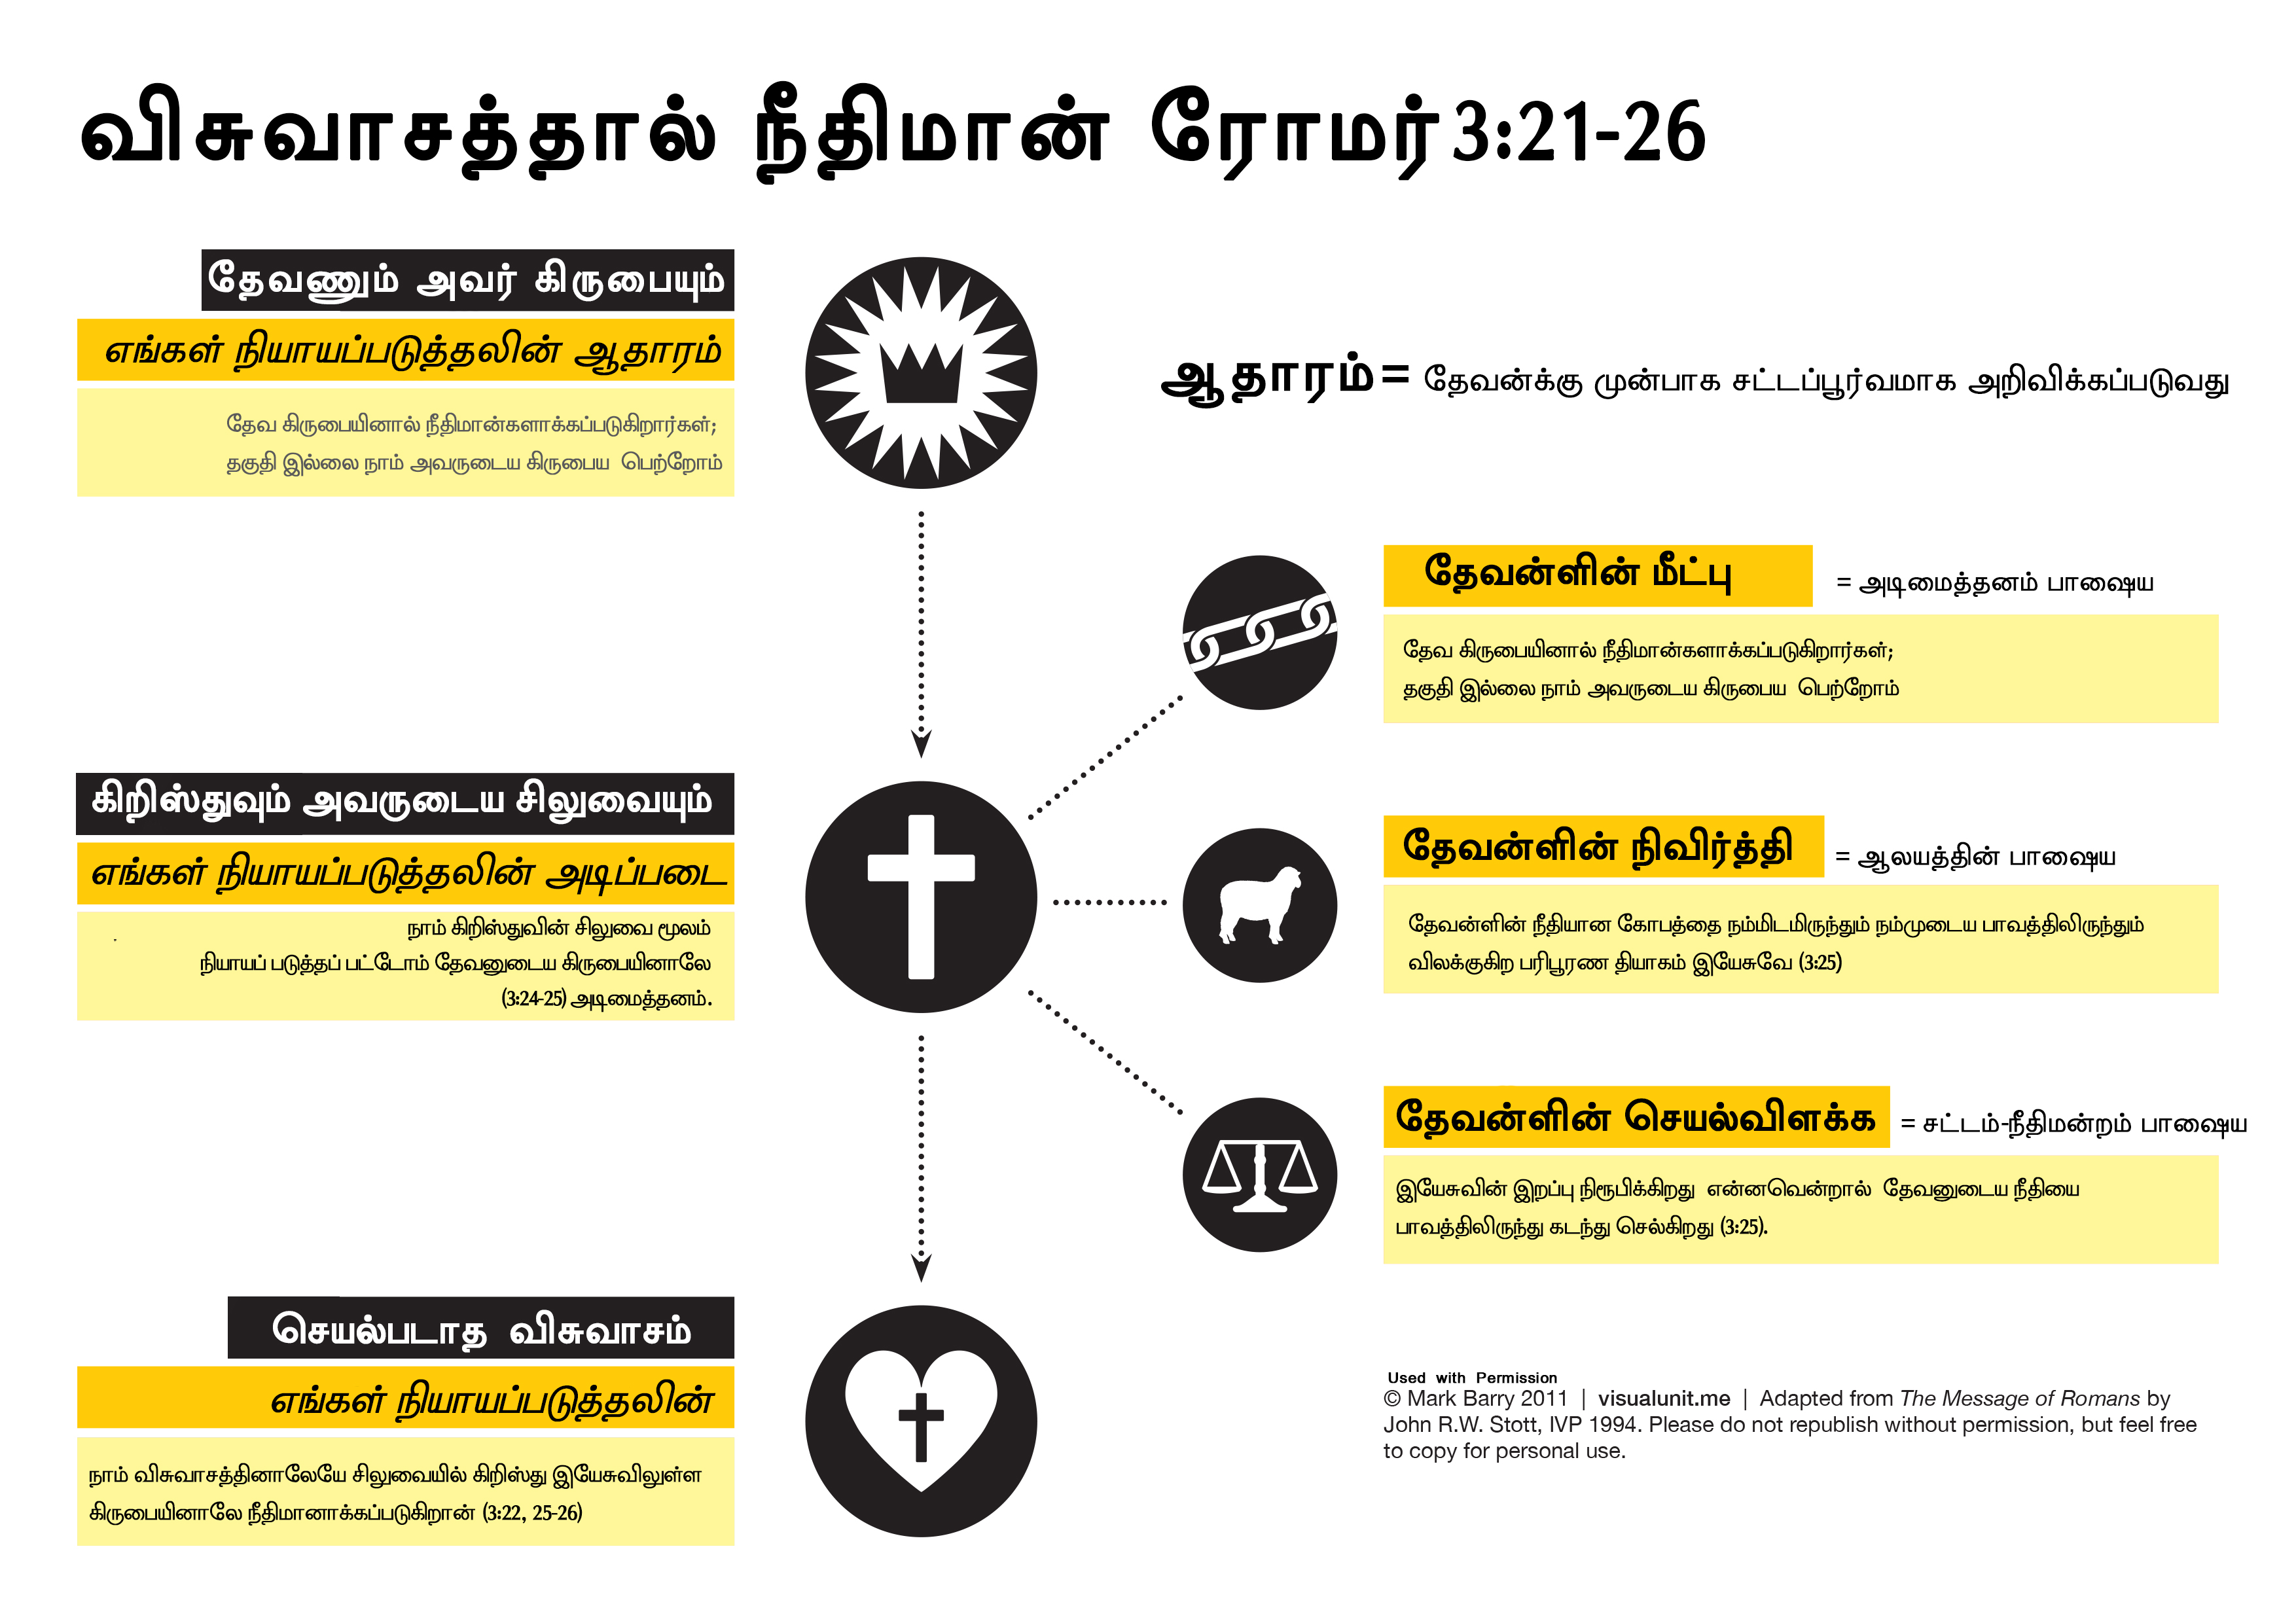 விசுவாசத்தால் நீதிமான் ரோமர் 3:21-26
தேவணும் அவர் கிருபையும்
எங்கள் நியாயப்படுத்தலின் ஆதாரம்
தேவ கிருபையினால் நீதிமான்களாக்கப்படுகிறார்கள்;
தகுதி இல்லை நாம் அவருடைய கிருபைய பெற்றோம்
ஆதாரம் = தேவன்க்கு முன்பாக சட்டப்பூர்வமாக அறிவிக்கப்படுவது
தேவன்ளின் மீட்பு = அடிமைத்தனம் பாஷைய
தேவ கிருபையினால் நீதிமான்களாக்கப்படுகிறார்கள்;
தகுதி இல்லை நாம் அவருடைய கிருபைய பெற்றோம்
கிறிஸ்துவும் அவருடைய சிலுவையும்
எங்கள் நியாயப்படுத்தலின் அடிப்படை
நாம் கிறிஸ்துவின் சிலுவை மூலம்
நியாயப் படுத்தப் பட்டோம் தேவனுடைய கிருபையினாலே
(3:24-25) அடிமைத்தனம்.
தேவன்ளின் நிவிர்த்தி = ஆலயத்தின் பாஷைய
தேவன்ளின் நீதியான கோபத்தை நம்மிடமிருந்தும் நம்முடைய பாவத்திலிருந்தும்
விலக்குகிற பரிபூரண தியாகம் இயேசுவே (3:25)
தேவன்ளின் செயல்விளக்க = சட்டம்-நீதிமன்றம் பாஷைய
இயேசுவின் இறப்பு நிரூபிக்கிறது என்னவென்றால் தேவனுடைய நீதியை
பாவத்திலிருந்து கடந்து செல்கிறது (3:25).
செயல்படாத விசுவாசம்
எங்கள் நியாயப்படுத்தலின்
நாம் விசுவாசத்தினாலேயே சிலுவையில் கிறிஸ்து இயேசுவிலுள்ள
கிருபையினாலே நீதிமானாக்கப்படுகிறான் (3:22, 25-26)
Used with Permission
© Mark Barry 2011 | visualunit.me | Adapted from The Message of Romans by
John R.W. Stott, IVP 1994. Please do not republish without permission, but feel free
to copy for personal use.